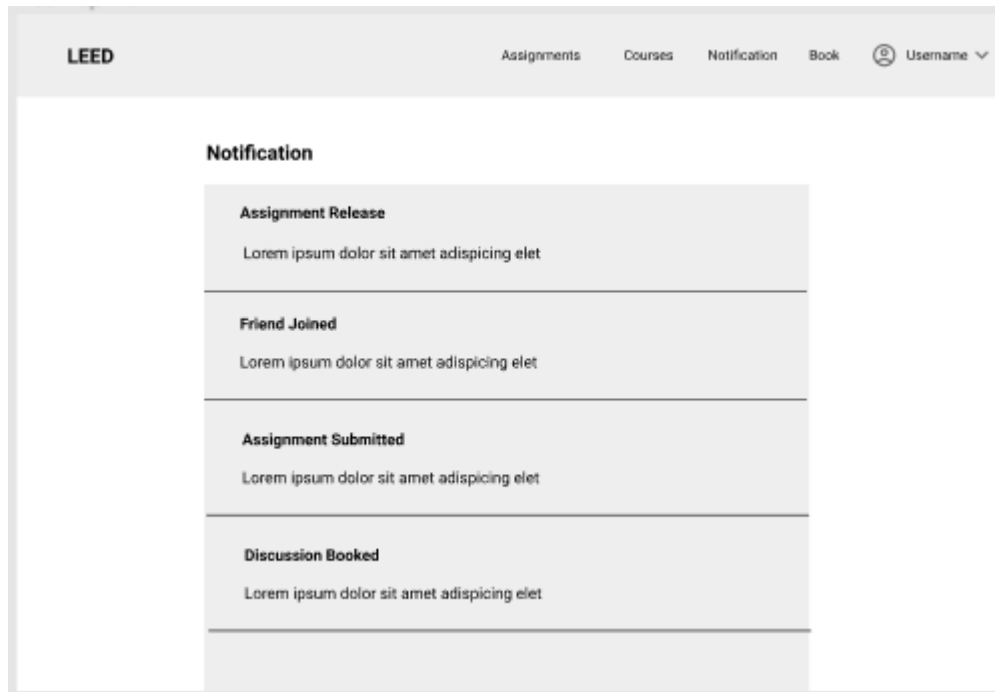 LEED
Assignments Courses Notification Book Username
Notification
Assignment Release
Lorem ipsum dolor sit amet adispicing elet
Friend Joined
Lorem ipsum dolor sit amet adispicing elet
Assignment Submitted
Lorem ipsum dolor sit amet adispicing elet
Discussion Booked
Lorem ipsum dolor sit amet adispicing elet